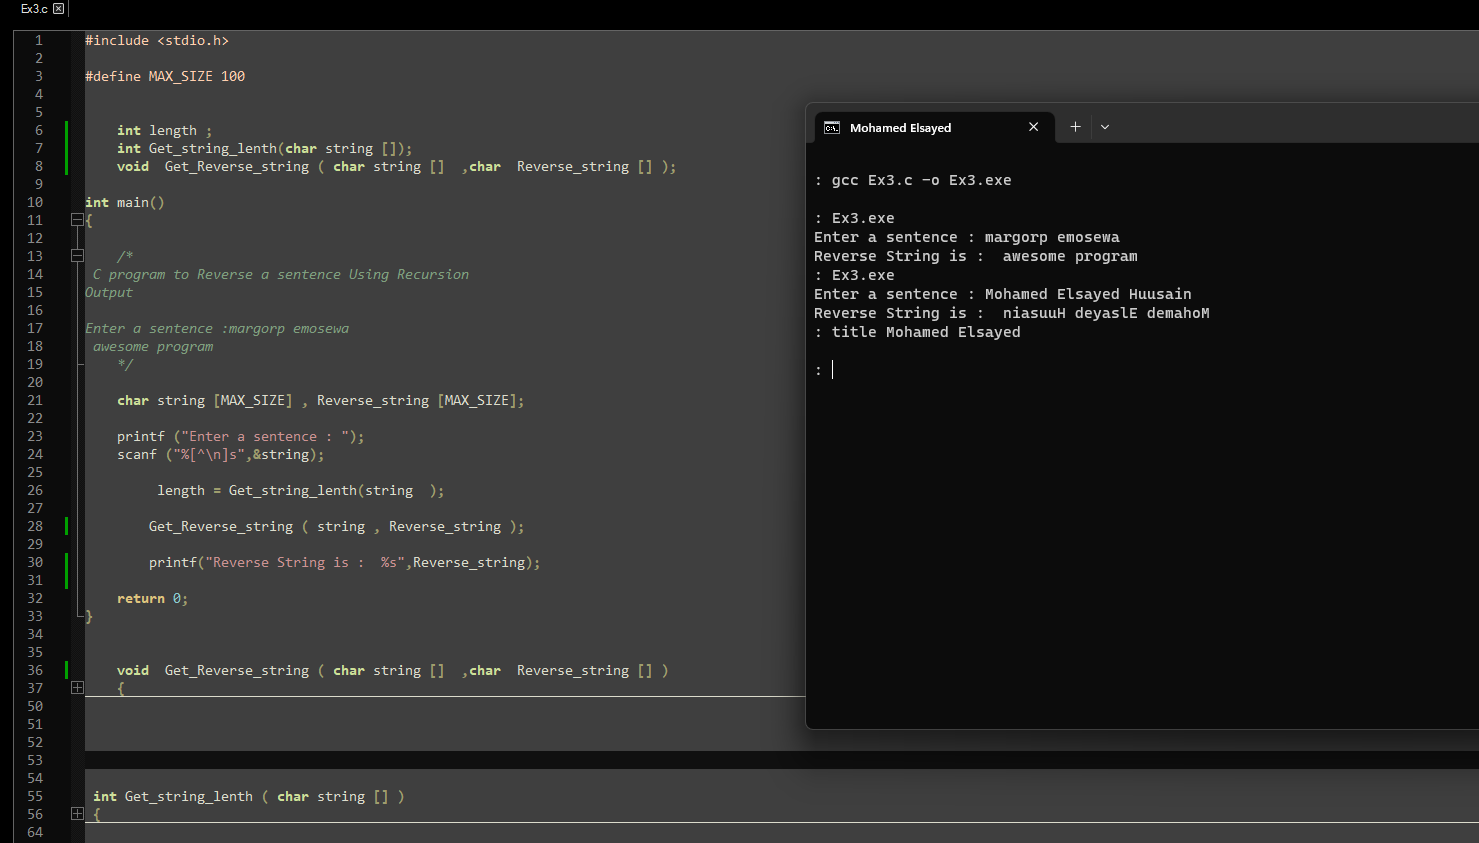 Ex3.c
1 #include <stdio.h>
2
3 #define MAX_SIZE 100
4
5
6 int length ;
7 int Get_string_lenth(char string []);
8 void  Get_Reverse_string ( char string []  ,char  Reverse_string [] );
9
10 int main()
11 {
12
13 /*
14 C program to Reverse a sentence Using Recursion
15 Output
16
17 Enter a sentence :margorp emosewa
18 awesome program
19 */
20
21 char string [MAX_SIZE] , Reverse_string [MAX_SIZE];
22
23 printf ("Enter a sentence : ");
24 scanf ("%[^\n]s",&string);
25
26 length = Get_string_lenth(string  );
27
28 Get_Reverse_string ( string , Reverse_string );
29
30 printf("Reverse String is :  %s",Reverse_string);
31
32 return 0;
33 }
34
35
36 void  Get_Reverse_string ( char string []  ,char  Reverse_string [] )
37 {
50
51
52
53
54
55 int Get_string_lenth ( char string [] )
56 {
64
Mohamed Elsayed
: gcc Ex3.c -o Ex3.exe
: Ex3.exe
Enter a sentence : margorp emosewa
Reverse String is :  awesome program
: Ex3.exe
Enter a sentence : Mohamed Elsayed Huusain
Reverse String is :  niasuuH deyaslE demahoM
: title Mohamed Elsayed
: